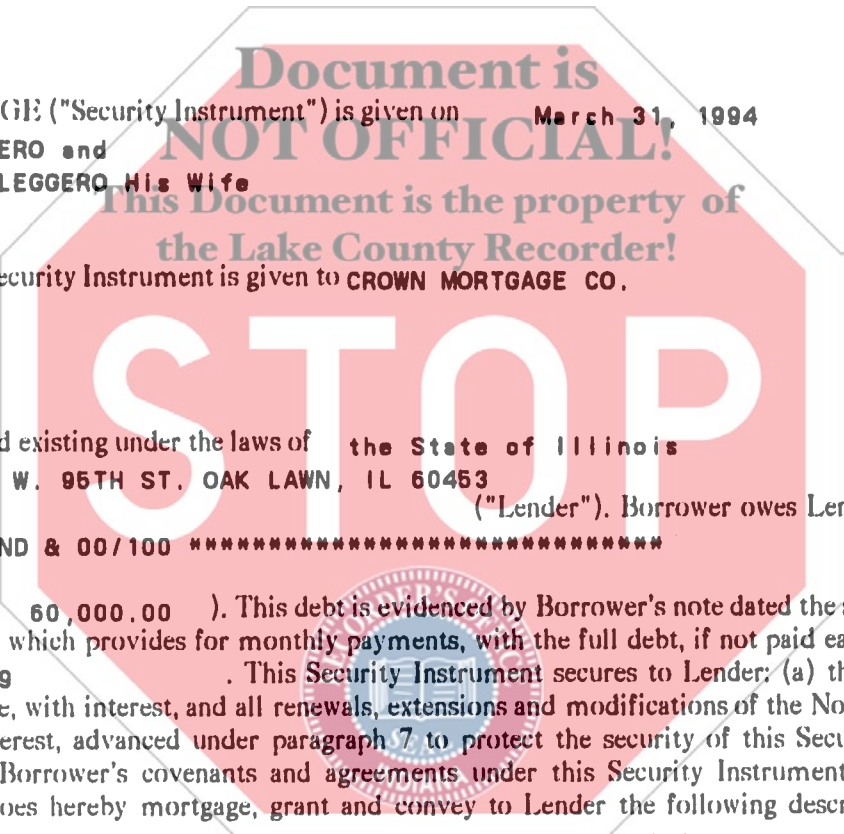 Document is
GE ("Security Instrument") is given on March 31, 1994
NOT OFFICIAL!
ERO and
LEGGERO His Wife
This Document is the property of
the Lake County Recorder!
ecurity Instrument is given to CROWN MORTGAGE CO.
STOP
d existing under the laws of the State of Illinois
W. 95TH ST. OAK LAWN, IL 60453
("Lender"). Borrower owes Len
ND & 00/100 ******************************
60,000.00 ). This debt is evidenced by Borrower's note dated the s
which provides for monthly payments, with the full debt, if not paid ea
9 . This Security Instrument secures to Lender: (a) th
e, with interest, and all renewals, extensions and modifications of the No
erest, advanced under paragraph 7 to protect the security of this Secu
Borrower's covenants and agreements under this Security Instrument
oes hereby mortgage, grant and convey to Lender the following descr
RECORDER'S OFFICE
SEAL
INDIANA